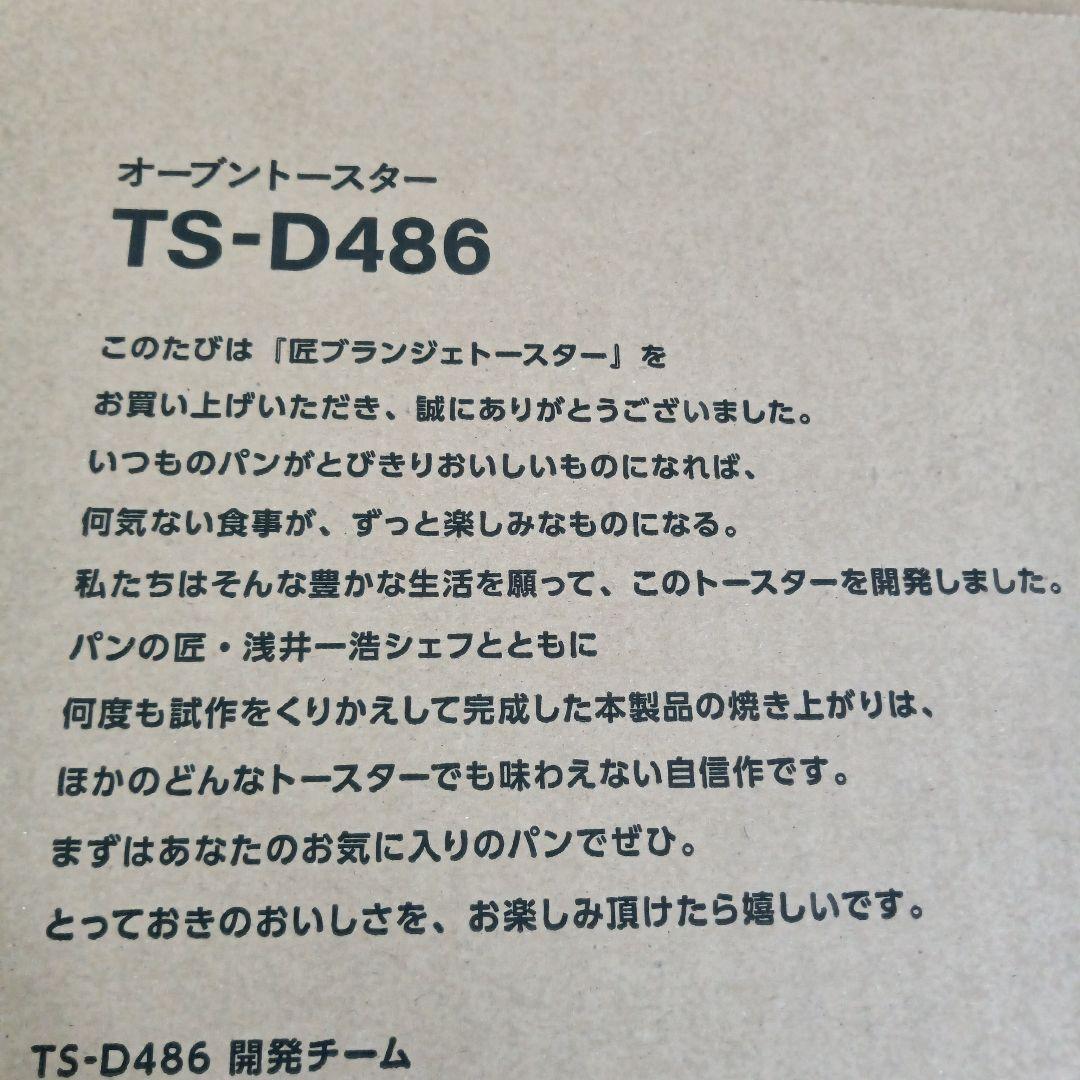 オーブントースター
TS-D486
このたびは『匠ブランジェトースター』を
お買い上げいただき、誠にありがとうございました。
いつものパンがとびきりおいしいものになれば、
何気ない食事が、ずっと楽しみなものになる。
私たちはそんな豊かな生活を願って、このトースターを開発しました。
パンの匠・浅井一浩シェフとともに
何度も試作をくりかえして完成した本製品の焼き上がりは、
ほかのどんなトースターでも味わえない自信作です。
まずはあなたのお気に入りのパンでぜひ。
とっておきのおいしさを、お楽しみ頂けたら嬉しいです。
TS-D486 開発チーム